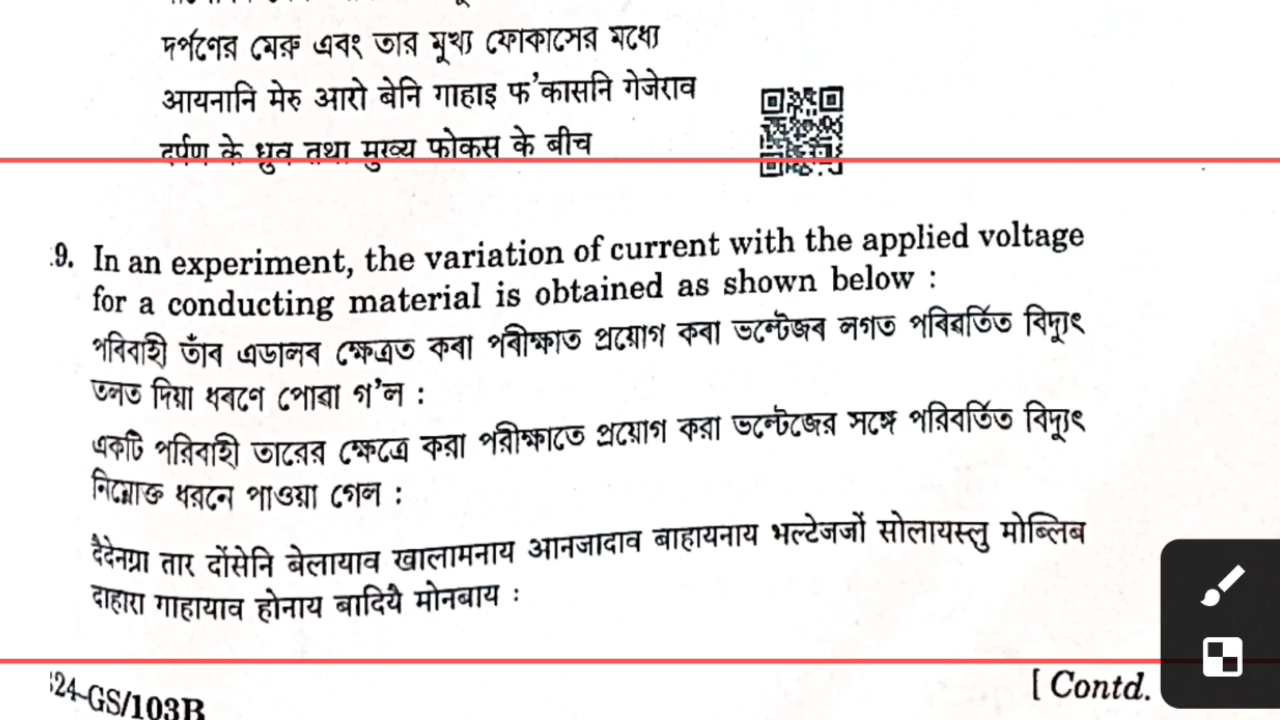 দর্পণের মেরু এবং তার মুখ্য ফোকাসের মধ্যে
आयनानि मेरु आरो बेनि गाहाइ फ'कासनि गेजेराव
दर्पण के ध्रुव तथा मुख्य फोकस के बीच
9. In an experiment, the variation of current with the applied voltage
for a conducting material is obtained as shown below :
পৰিবাহী তাঁৰ এডালৰ ক্ষেত্ৰত কৰা পৰীক্ষাত প্ৰয়োগ কৰা ভল্টেজৰ লগত পৰিৱৰ্তিত বিদ্যুৎ
তলত দিয়া ধৰণে পোৱা গ'ল :
একটি পরিবাহী তারের ক্ষেত্রে করা পরীক্ষাতে প্রয়োগ করা ভল্টেজের সঙ্গে পরিবর্তিত বিদ্যুৎ
নিম্নোক্ত ধরনে পাওয়া গেল :
दैदेनग्रा तार दोंसेनि बेलायाव खालामनाय आनजादाव बाहायनाय भल्टेजजों सोलायस्लु मोब्लिब
दाहारा गाहायाव होनाय बादियै मोनबाय :
24-GS/103B
[ Contd.